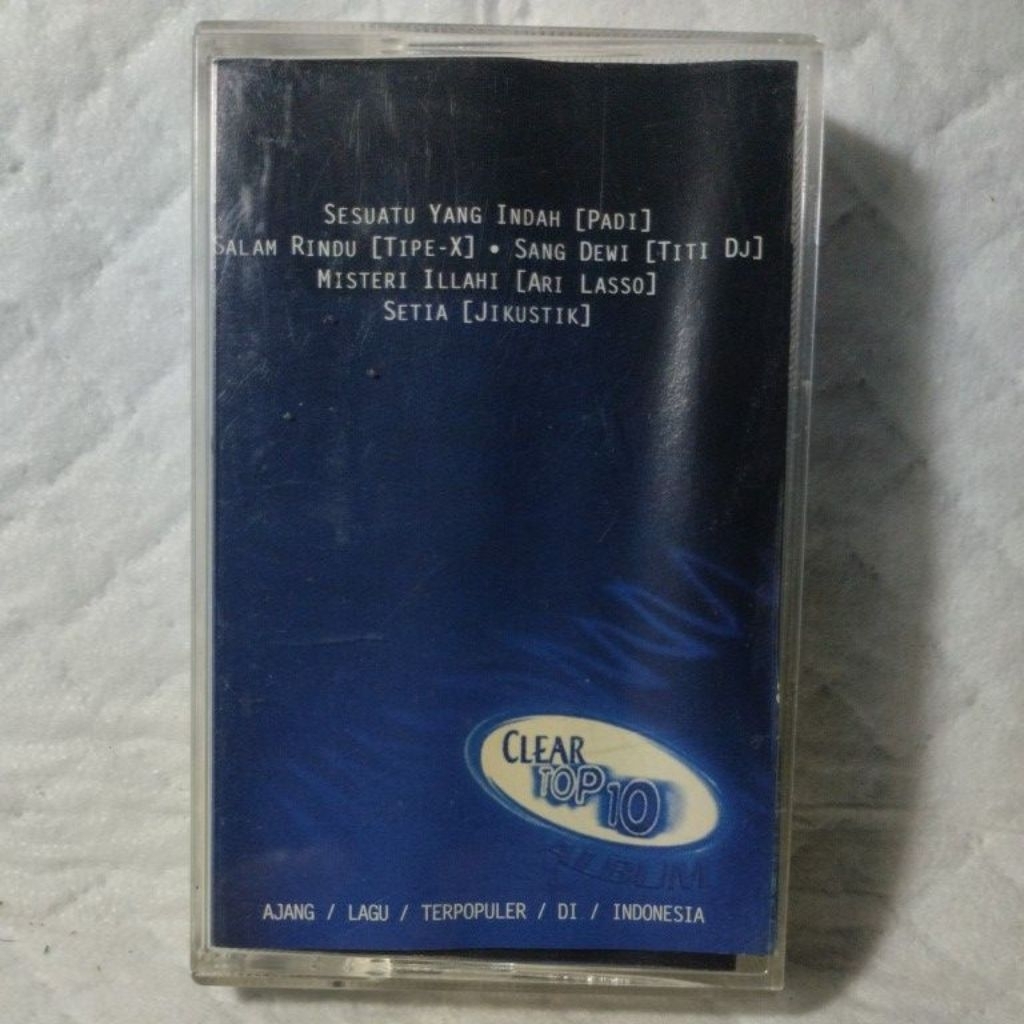 SESUATU YANG INDAH [PADI]
SALAM RINDU [TIPE-X] • SANG DEWI [TITI DJ]
MISTERI ILLAHI [ARI LASSO]
SETIA [JIKUSTIK]
CLEAR
TOP 10
ALBUM
AJANG / LAGU / TERPOPULER / DI / INDONESIA